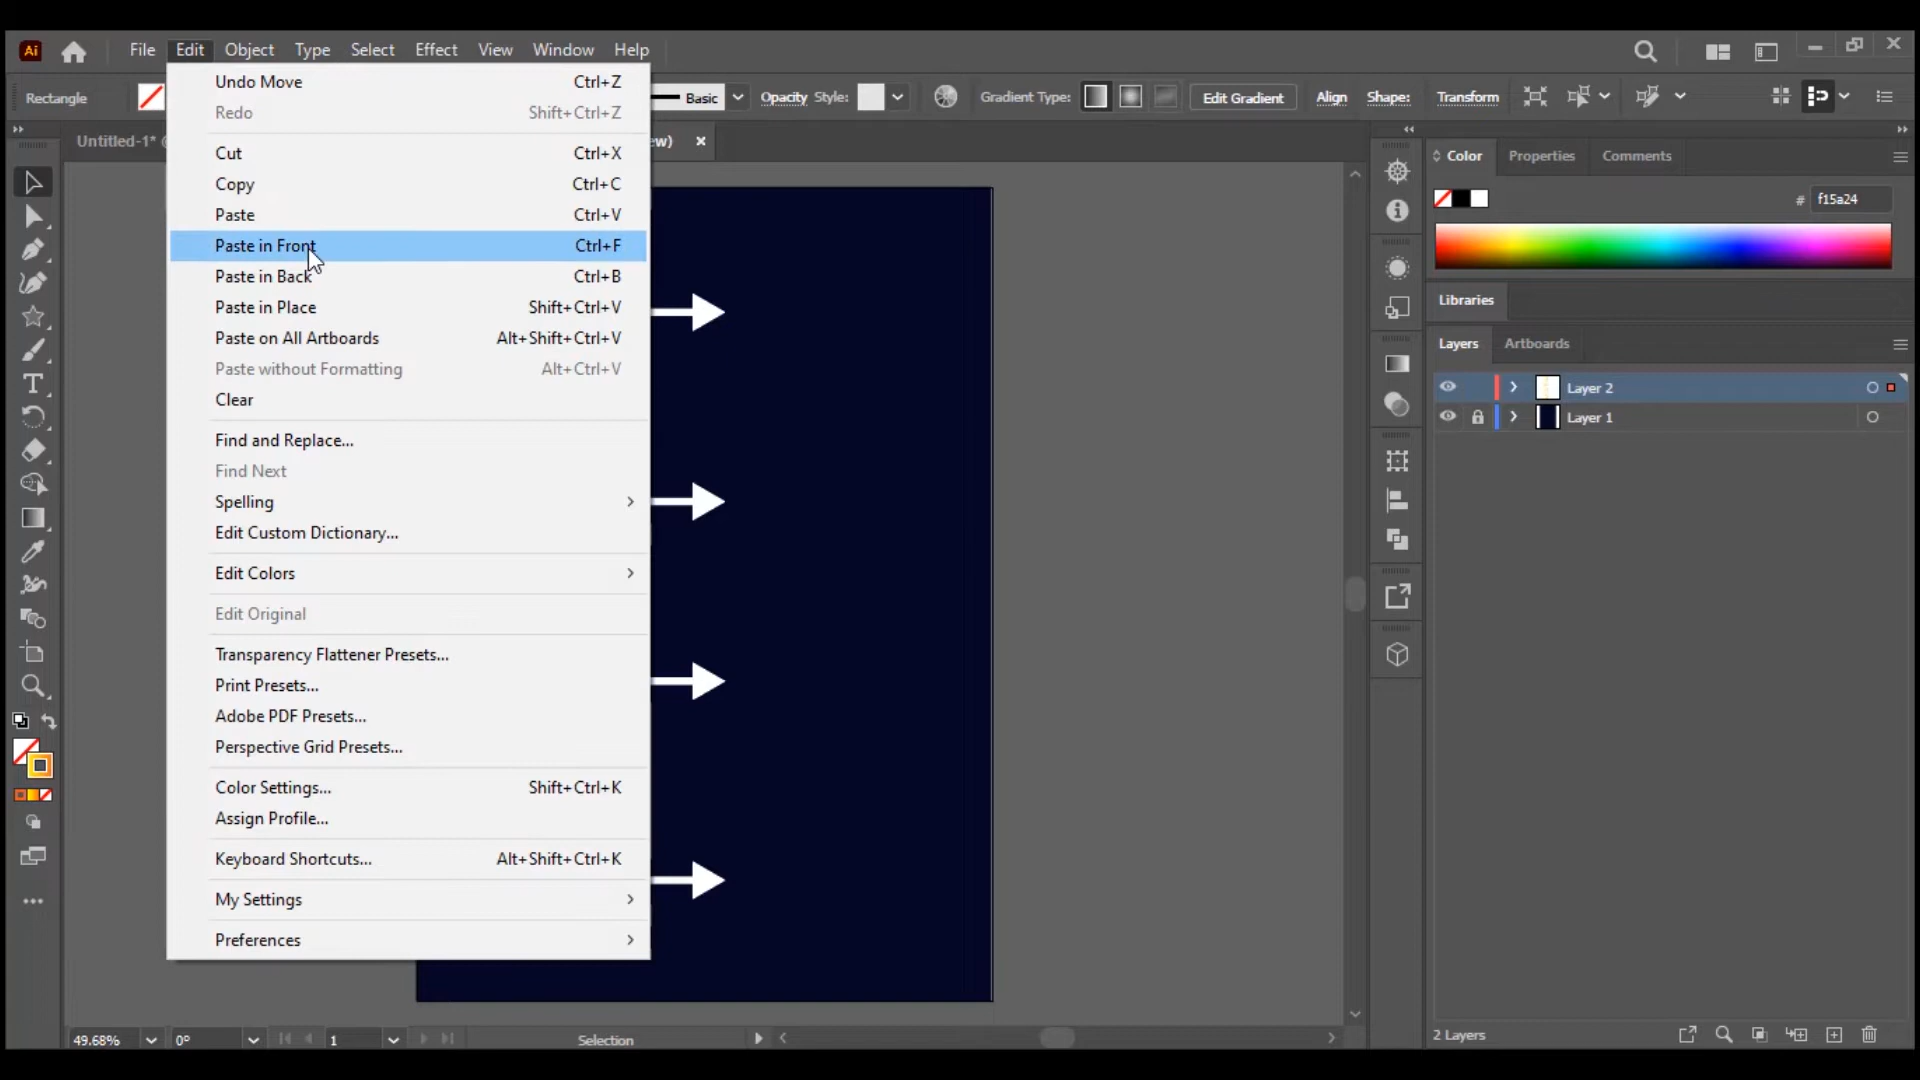 Ai
File Edit Object Type Select Effect View Window Help
Rectangle
Basic Opacity Style: Gradient Type: Edit Gradient Align Shape: Transform
Untitled-1*
ew)
Undo Move Ctrl+Z
Redo Shift+Ctrl+Z
Cut Ctrl+X
Copy Ctrl+C
Paste Ctrl+V
Paste in Front Ctrl+F
Paste in Back Ctrl+B
Paste in Place Shift+Ctrl+V
Paste on All Artboards Alt+Shift+Ctrl+V
Paste without Formatting Alt+Ctrl+V
Clear
Find and Replace...
Find Next
Spelling
Edit Custom Dictionary...
Edit Colors
Edit Original
Transparency Flattener Presets...
Print Presets...
Adobe PDF Presets...
Perspective Grid Presets...
Color Settings... Shift+Ctrl+K
Assign Profile...
Keyboard Shortcuts... Alt+Shift+Ctrl+K
My Settings
Preferences
Color Properties Comments
# f15a24
Libraries
Layers Artboards
Layer 2
Layer 1
49.68% 0° 1 Selection
2 Layers